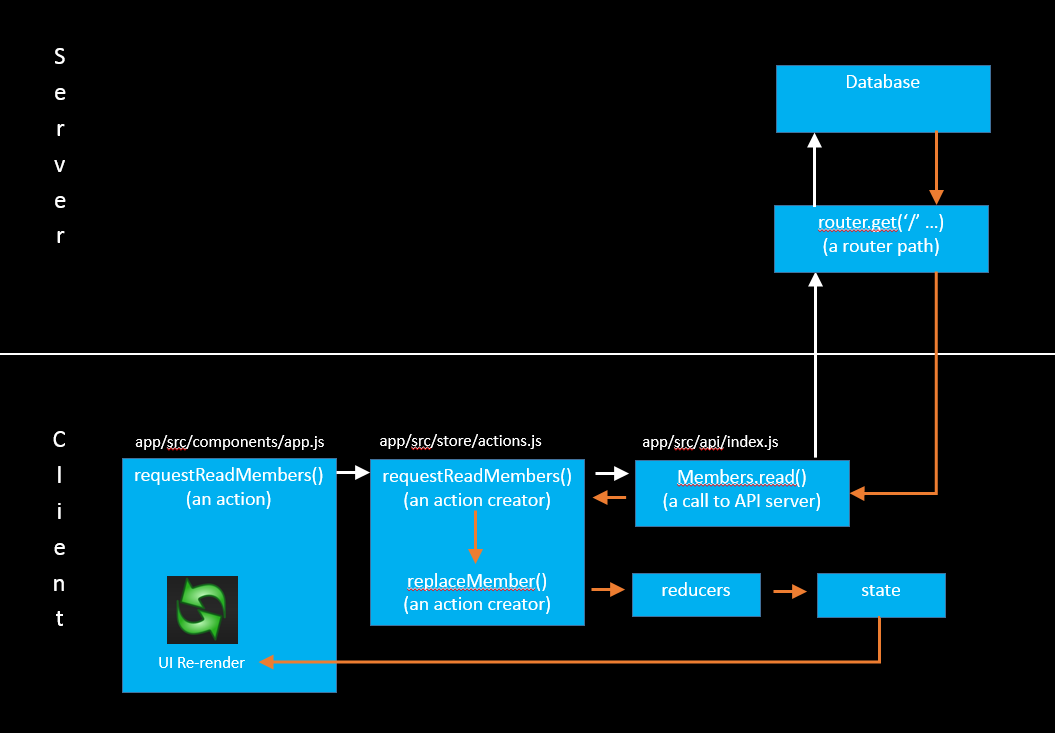 Server
Database
router.get(‘/’ …)
(a router path)
Client
app/src/components/app.js
requestReadMembers()
(an action)
UI Re-render
app/src/store/actions.js
requestReadMembers()
(an action creator)
replaceMember()
(an action creator)
app/src/api/index.js
Members.read()
(a call to API server)
reducers
state